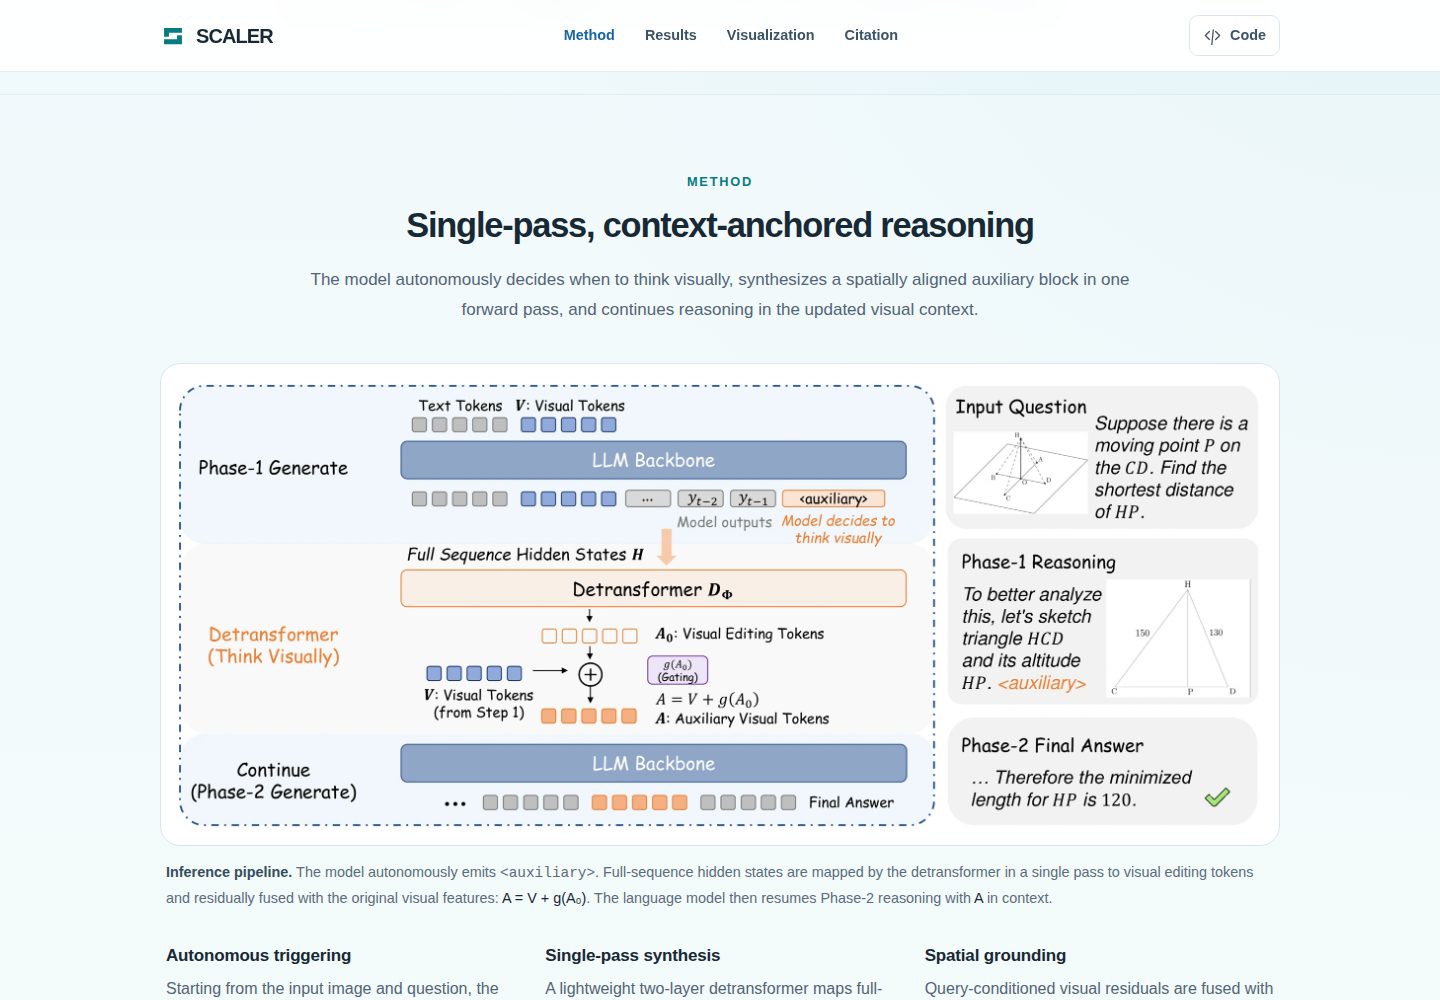 SCALER
Method
Results
Visualization
Citation
Code
METHOD
Single-pass, context-anchored reasoning
The model autonomously decides when to think visually, synthesizes a spatially aligned auxiliary block in one
forward pass, and continues reasoning in the updated visual context.
Text Tokens V: Visual Tokens
Phase-1 Generate
LLM Backbone
... y_{t−2} y_{t−1} <auxiliary>
Model outputs
Model decides to
think visually
Full Sequence Hidden States H
Detransformer D_Φ
Detransformer
(Think Visually)
A₀: Visual Editing Tokens
g(A₀)
(Gating)
V: Visual Tokens
(from Step 1)
A = V + g(A₀)
A: Auxiliary Visual Tokens
Continue
(Phase-2 Generate)
LLM Backbone
... Final Answer
Input Question
H
A
B
O
D
C
Suppose there is a
moving point P on
the CD. Find the
shortest distance
of HP.
Phase-1 Reasoning
To better analyze
this, let's sketch
triangle HCD
and its altitude
HP. <auxiliary>
H
150
130
C
P
D
Phase-2 Final Answer
... Therefore the minimized
length for HP is 120.
Inference pipeline. The model autonomously emits <auxiliary>. Full-sequence hidden states are mapped by the detransformer in a single pass to visual editing tokens
and residually fused with the original visual features: A = V + g(A₀). The language model then resumes Phase-2 reasoning with A in context.
Autonomous triggering
Starting from the input image and question, the
Single-pass synthesis
A lightweight two-layer detransformer maps full-
Spatial grounding
Query-conditioned visual residuals are fused with